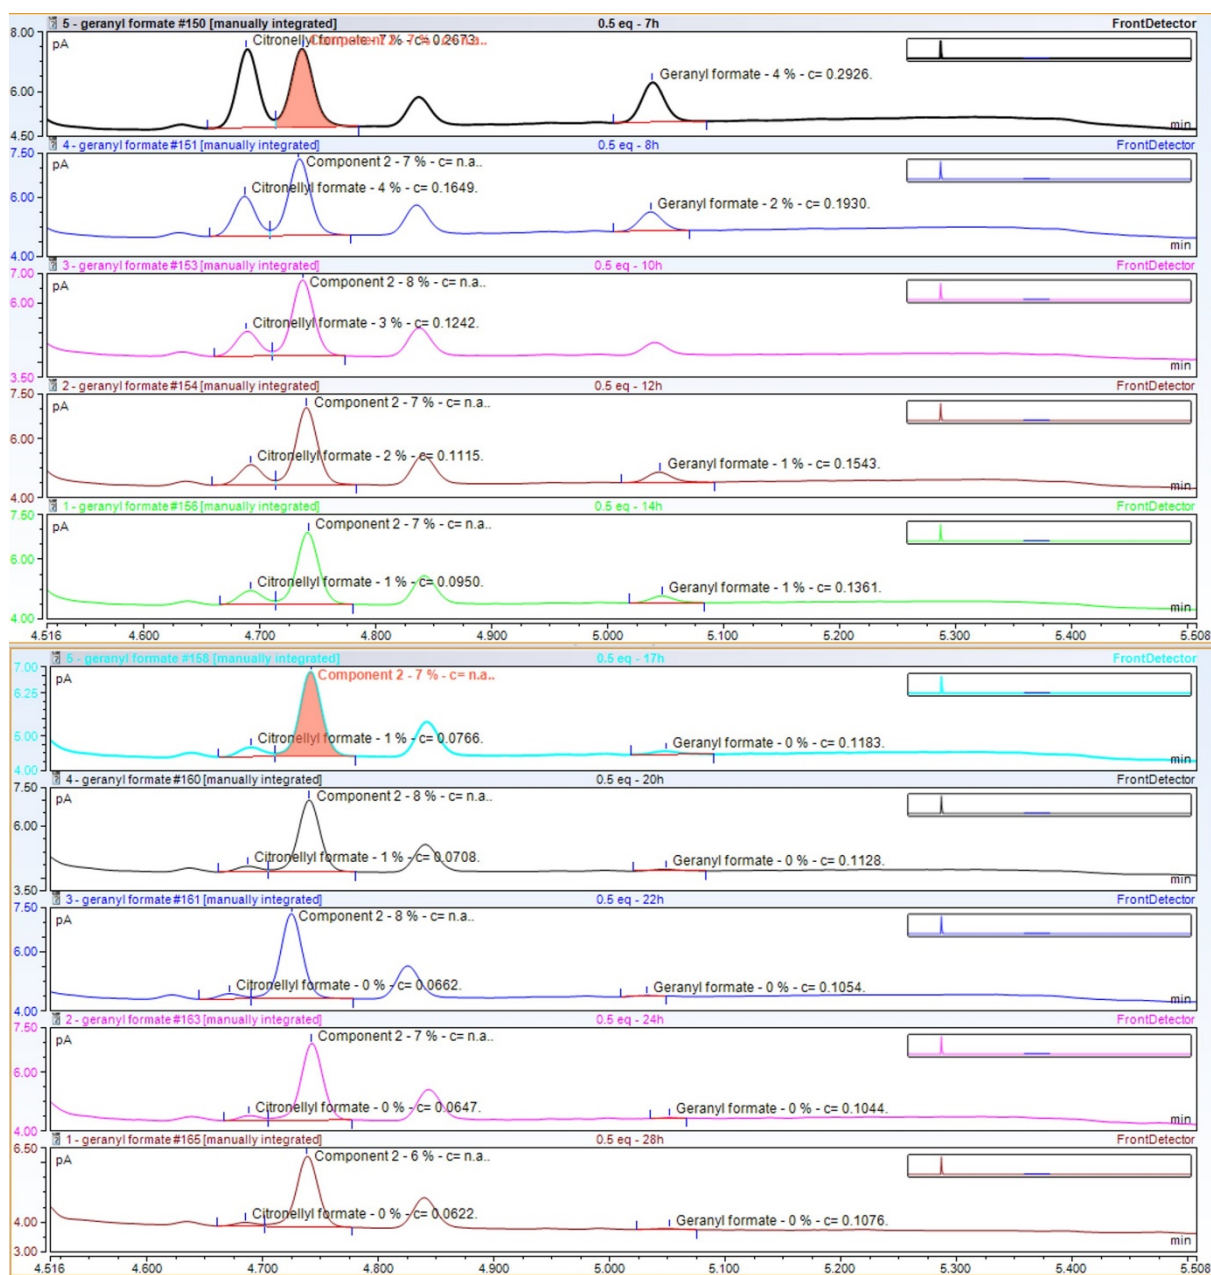 5 - geranyl formate #150 [manually integrated] 0.5 eq - 7h FrontDetector
8.00
pA
Citronellyl formate - 7 % - c= 0.2673.
Component 2 - 7 % - c= n.a..
Geranyl formate - 4 % - c= 0.2926.
6.00
4.50
min
4 - geranyl formate #151 [manually integrated] 0.5 eq - 8h FrontDetector
7.50
pA
Component 2 - 7 % - c= n.a..
Citronellyl formate - 4 % - c= 0.1649.
Geranyl formate - 2 % - c= 0.1930.
6.00
4.00
min
3 - geranyl formate #153 [manually integrated] 0.5 eq - 10h FrontDetector
7.00
pA
Component 2 - 8 % - c= n.a..
6.00
Citronellyl formate - 3 % - c= 0.1242.
3.50
min
2 - geranyl formate #154 [manually integrated] 0.5 eq - 12h FrontDetector
7.50
pA
Component 2 - 7 % - c= n.a..
6.00
Citronellyl formate - 2 % - c= 0.1115.
Geranyl formate - 1 % - c= 0.1543.
4.00
min
1 - geranyl formate #156 [manually integrated] 0.5 eq - 14h FrontDetector
7.50
pA
Component 2 - 7 % - c= n.a..
6.00
Citronellyl formate - 1 % - c= 0.0950.
Geranyl formate - 1 % - c= 0.1361.
4.00
min
4.516 4.600 4.700 4.800 4.900 5.000 5.100 5.200 5.300 5.400 5.508
5 - geranyl formate #158 [manually integrated] 0.5 eq - 17h FrontDetector
7.00
pA
Component 2 - 7 % - c= n.a..
6.25
5.00
Citronellyl formate - 1 % - c= 0.0766.
Geranyl formate - 0 % - c= 0.1183.
4.00
min
4 - geranyl formate #160 [manually integrated] 0.5 eq - 20h FrontDetector
7.50
pA
Component 2 - 8 % - c= n.a..
6.00
Citronellyl formate - 1 % - c= 0.0708.
Geranyl formate - 0 % - c= 0.1128.
3.50
min
3 - geranyl formate #161 [manually integrated] 0.5 eq - 22h FrontDetector
7.50
pA
Component 2 - 8 % - c= n.a..
6.00
Citronellyl formate - 0 % - c= 0.0662.
Geranyl formate - 0 % - c= 0.1054.
4.00
min
2 - geranyl formate #163 [manually integrated] 0.5 eq - 24h FrontDetector
7.50
pA
Component 2 - 7 % - c= n.a..
6.00
Citronellyl formate - 0 % - c= 0.0647.
Geranyl formate - 0 % - c= 0.1044.
4.00
min
1 - geranyl formate #165 [manually integrated] 0.5 eq - 28h FrontDetector
6.50
pA
Component 2 - 6 % - c= n.a..
4.00
Citronellyl formate - 0 % - c= 0.0622.
Geranyl formate - 0 % - c= 0.1076.
3.00
min
4.516 4.600 4.700 4.800 4.900 5.000 5.100 5.200 5.300 5.400 5.508